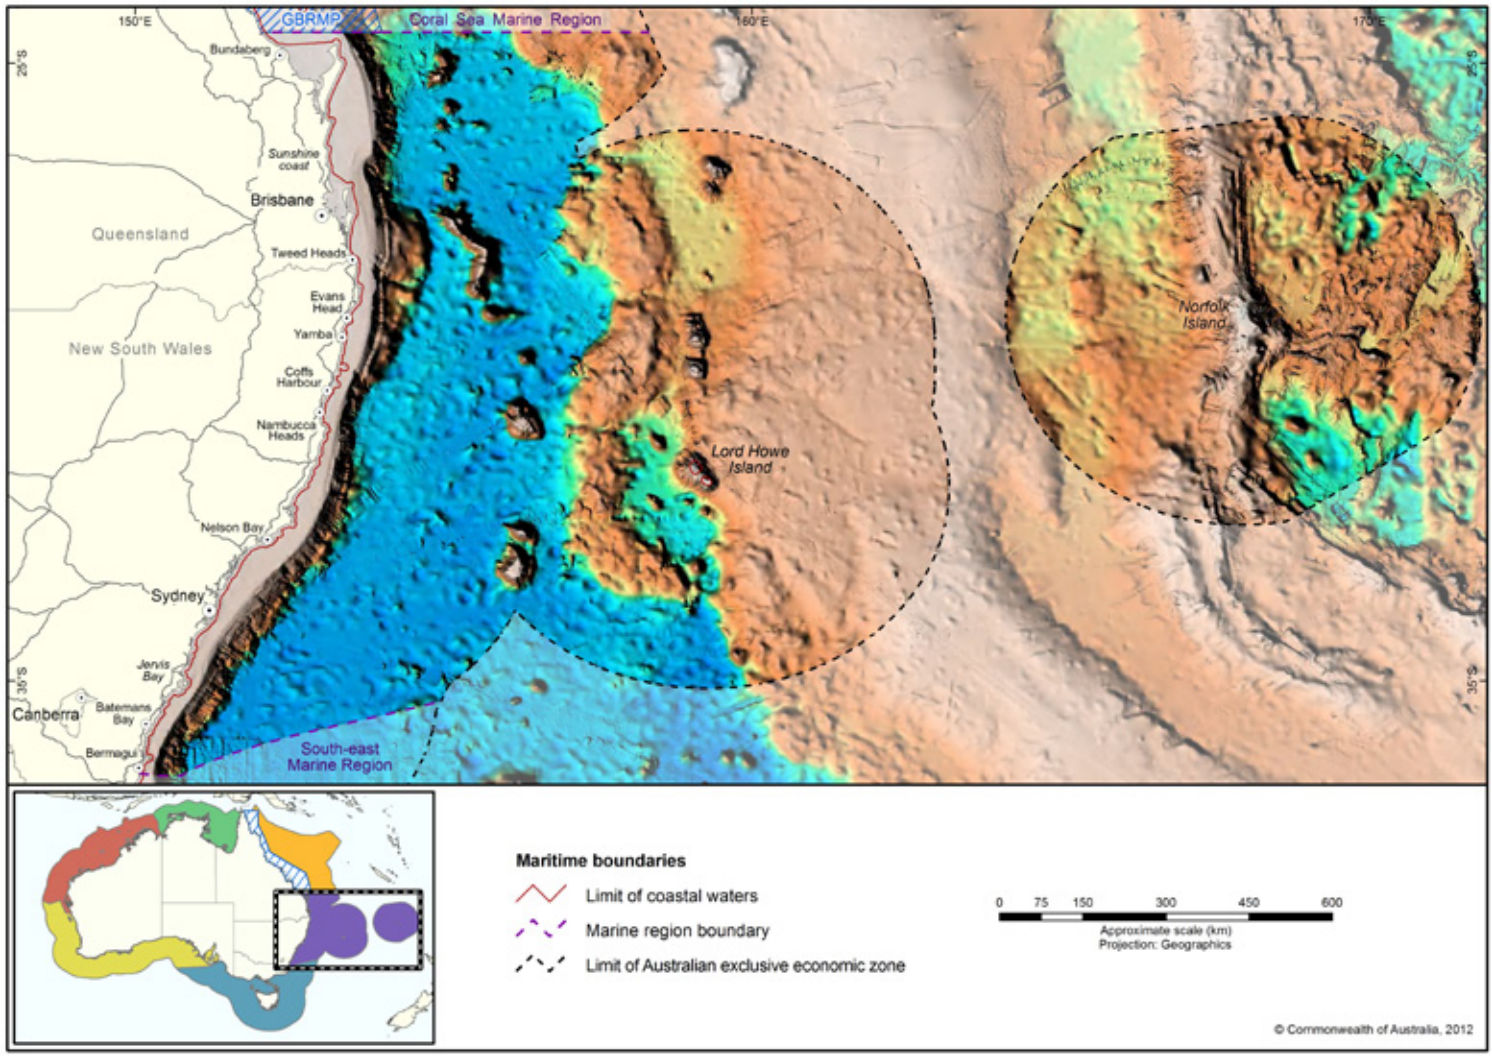 150°E
160°E
170°E
GBRMP
Coral Sea Marine Region
25°S
25°S
Bundaberg
Sunshine
coast
Brisbane
Queensland
Tweed Heads
Evans
Head
Yamba
New South Wales
Coffs
Harbour
Nambucca
Heads
Norfolk
Island
Lord Howe
Island
Nelson Bay
Sydney
Jervis
Bay
35°S
35°S
Canberra
Batemans
Bay
Bermagui
South-east
Marine Region
Maritime boundaries
Limit of coastal waters
Marine region boundary
Limit of Australian exclusive economic zone
0 75 150 300 450 600
Approximate scale (km)
Projection: Geographics
© Commonwealth of Australia, 2012